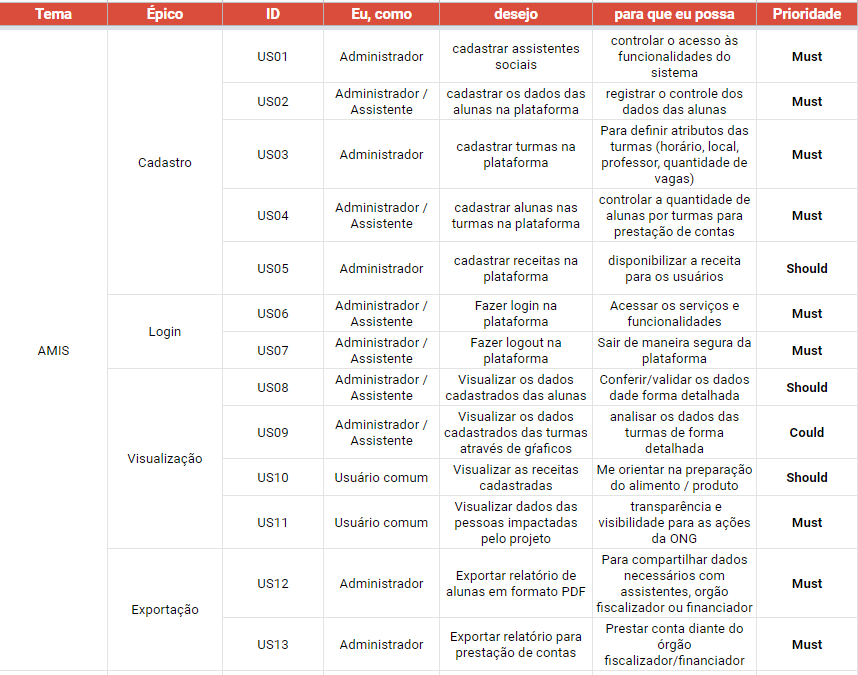 Tema Épico ID Eu, como desejo para que eu possa Prioridade
AMIS
Cadastro
US01 Administrador cadastrar assistentes sociais controlar o acesso às funcionalidades do sistema Must
US02 Administrador / Assistente cadastrar os dados das alunas na plataforma registrar o controle dos dados das alunas Must
US03 Administrador cadastrar turmas na plataforma Para definir atributos das turmas (horário, local, professor, quantidade de vagas) Must
US04 Administrador / Assistente cadastrar alunas nas turmas na plataforma controlar a quantidade de alunas por turmas para prestação de contas Must
US05 Administrador cadastrar receitas na plataforma disponibilizar a receita para os usuários Should
Login
US06 Administrador / Assistente Fazer login na plataforma Acessar os serviços e funcionalidades Must
US07 Administrador / Assistente Fazer logout na plataforma Sair de maneira segura da plataforma Must
Visualização
US08 Administrador / Assistente Visualizar os dados cadastrados das alunas Conferir/validar os dados dade forma detalhada Should
US09 Administrador / Assistente Visualizar os dados cadastrados das turmas através de gŕaficos analisar os dados das turmas de forma detalhada Could
US10 Usuário comum Visualizar as receitas cadastradas Me orientar na preparação do alimento / produto Should
US11 Usuário comum Visualizar dados das pessoas impactadas pelo projeto transparência e visibilidade para as ações da ONG Must
Exportação
US12 Administrador Exportar relatório de alunas em formato PDF Para compartilhar dados necessários com assistentes, orgão fiscalizador ou financiador Must
US13 Administrador Exportar relatório para prestação de contas Prestar conta diante do órgão fiscalizador/financiador Must